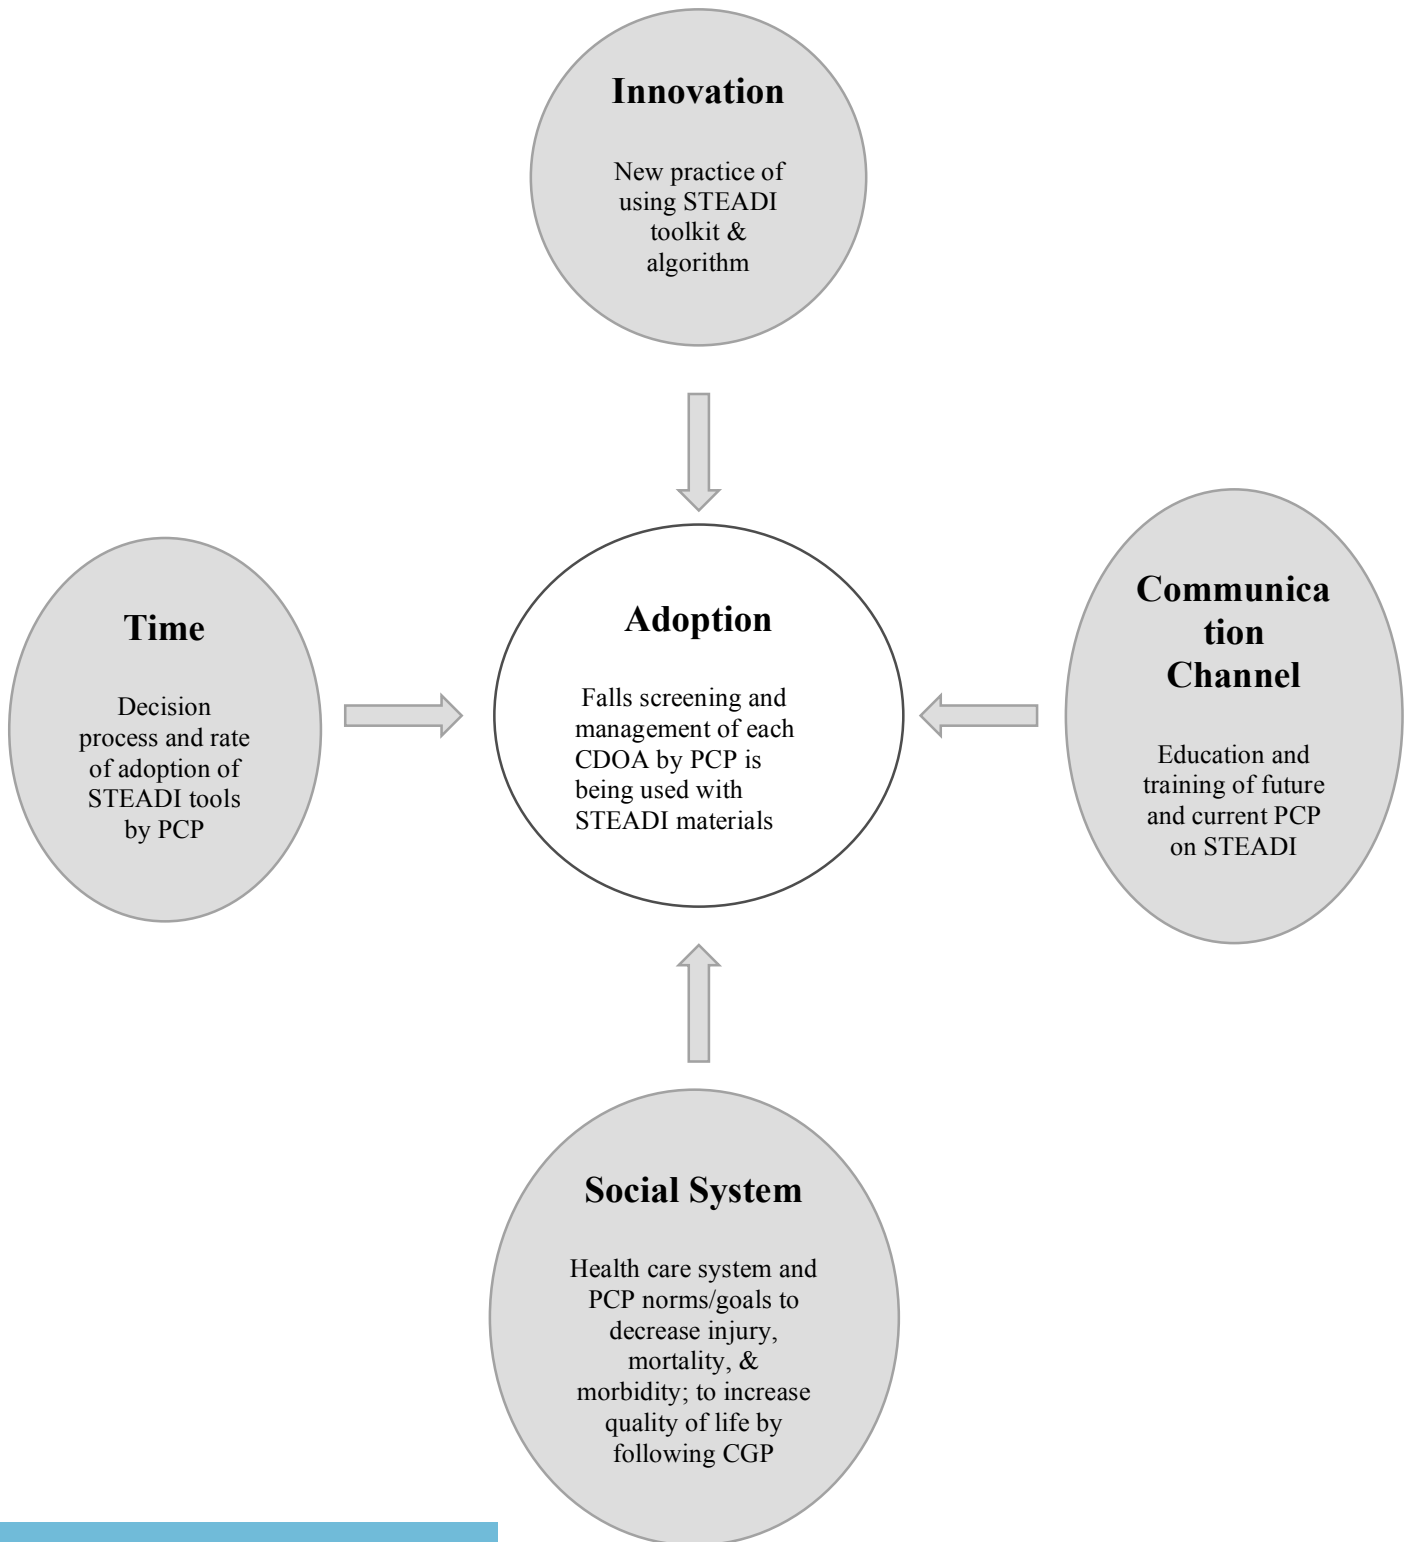 Innovation
New practice of
using STEADI
toolkit &
algorithm
Time
Decision
process and rate
of adoption of
STEADI tools
by PCP
Adoption
Falls screening and
management of each
CDOA by PCP is
being used with
STEADI materials
Communica
tion
Channel
Education and
training of future
and current PCP
on STEADI
Social System
Health care system and
PCP norms/goals to
decrease injury,
mortality, &
morbidity; to increase
quality of life by
following CGP